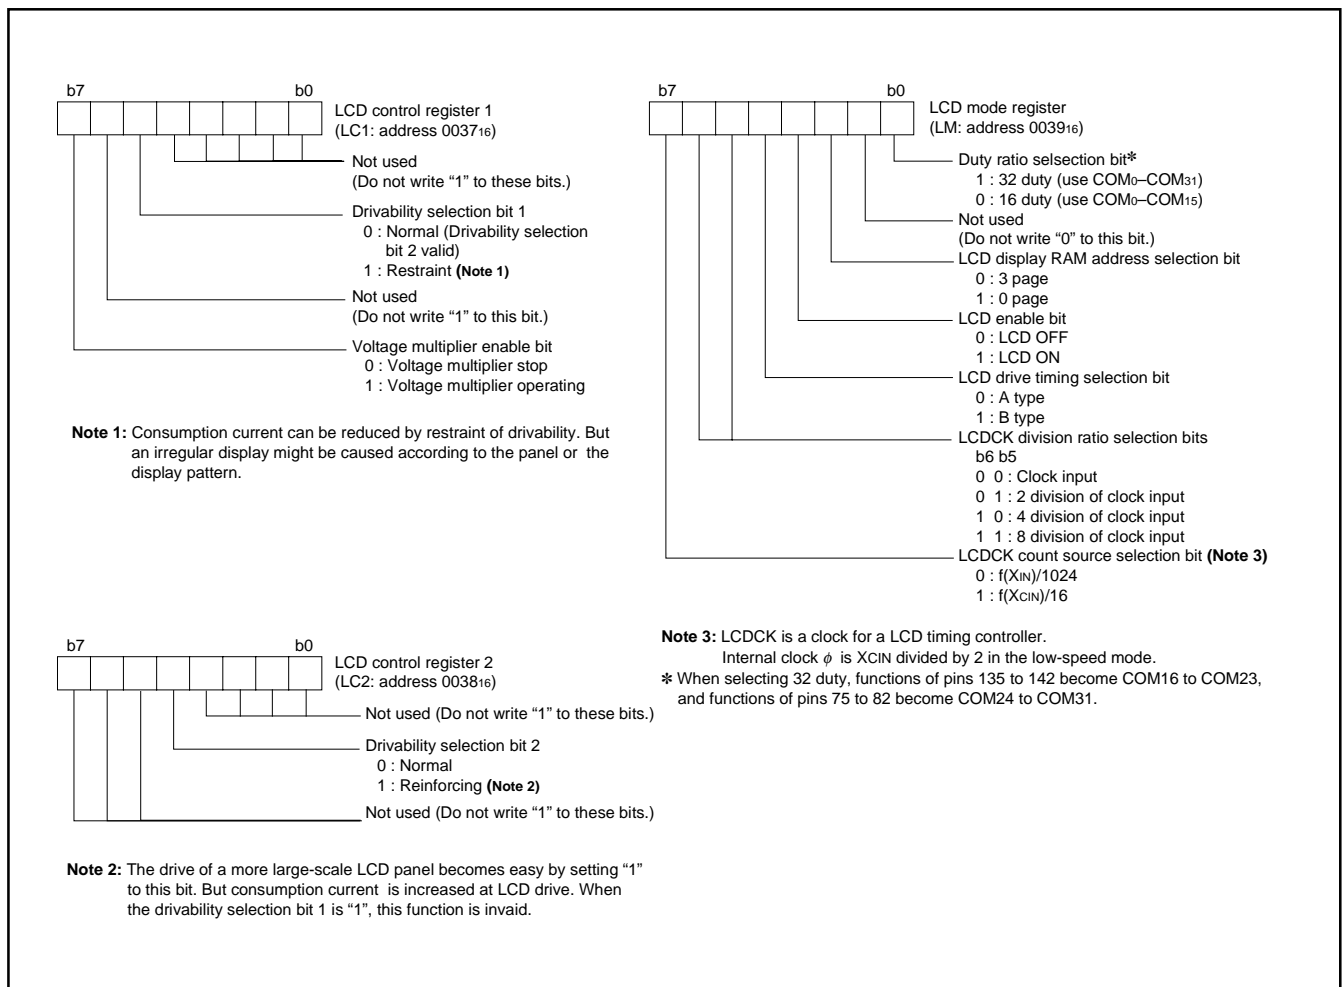 b7 b0
LCD control register 1
(LC1: address 003716)
Not used
(Do not write “1” to these bits.)
Drivability selection bit 1
0 : Normal (Drivability selection
bit 2 valid)
1 : Restraint (Note 1)
Not used
(Do not write “1” to this bit.)
Voltage multiplier enable bit
0 : Voltage multiplier stop
1 : Voltage multiplier operating
Note 1: Consumption current can be reduced by restraint of drivability. But
an irregular display might be caused according to the panel or the
display pattern.
b7 b0
LCD control register 2
(LC2: address 003816)
Not used (Do not write “1” to these bits.)
Drivability selection bit 2
0 : Normal
1 : Reinforcing (Note 2)
Not used (Do not write “1” to these bits.)
Note 2: The drive of a more large-scale LCD panel becomes easy by setting “1”
to this bit. But consumption current is increased at LCD drive. When
the drivability selection bit 1 is “1”, this function is invaid.
b7 b0
LCD mode register
(LM: address 003916)
Duty ratio selsection bit✻
1 : 32 duty (use COM0–COM31)
0 : 16 duty (use COM0–COM15)
Not used
(Do not write “0” to this bit.)
LCD display RAM address selection bit
0 : 3 page
1 : 0 page
LCD enable bit
0 : LCD OFF
1 : LCD ON
LCD drive timing selection bit
0 : A type
1 : B type
LCDCK division ratio selection bits
b6 b5
0 0 : Clock input
0 1 : 2 division of clock input
1 0 : 4 division of clock input
1 1 : 8 division of clock input
LCDCK count source selection bit (Note 3)
0 : f(XIN)/1024
1 : f(XCIN)/16
Note 3: LCDCK is a clock for a LCD timing controller.
Internal clock ϕ is XCIN divided by 2 in the low-speed mode.
✻ When selecting 32 duty, functions of pins 135 to 142 become COM16 to COM23,
and functions of pins 75 to 82 become COM24 to COM31.